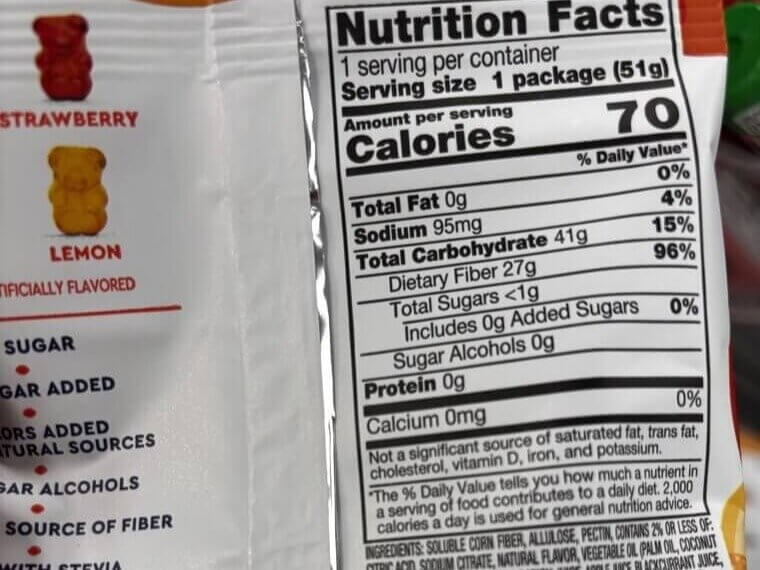 STRAWBERRY
LEMON
FLAVORED
SUGAR
ADDED
ADDED
SOURCES
ALCOHOLS
SOURCE OF FIBER
WITH STEVIA
Nutrition Facts
1 serving per container
Serving size 1 package (51g)
Amount per serving
Calories 70
% Daily Value*
Total Fat 0g 0%
Sodium 95mg 4%
Total Carbohydrate 41g 15%
Dietary Fiber 27g 96%
Total Sugars <1g
Includes 0g Added Sugars 0%
Sugar Alcohols 0g
Protein 0g
Calcium 0mg 0%
Not a significant source of saturated fat, trans fat,
cholesterol, vitamin D, iron, and potassium.
*The % Daily Value tells you how much a nutrient in
a serving of food contributes to a daily diet. 2,000
calories a day is used for general nutrition advice.
INGREDIENTS: SOLUBLE CORN FIBER, ALLULOSE, PECTIN, CONTAINS 2% OR LESS OF:
CITRIC ACID, SODIUM CITRATE, NATURAL FLAVOR, VEGETABLE OIL (PALM OIL, COCONUT
APPLE JUICE, BLACKCURRANT JUICE,